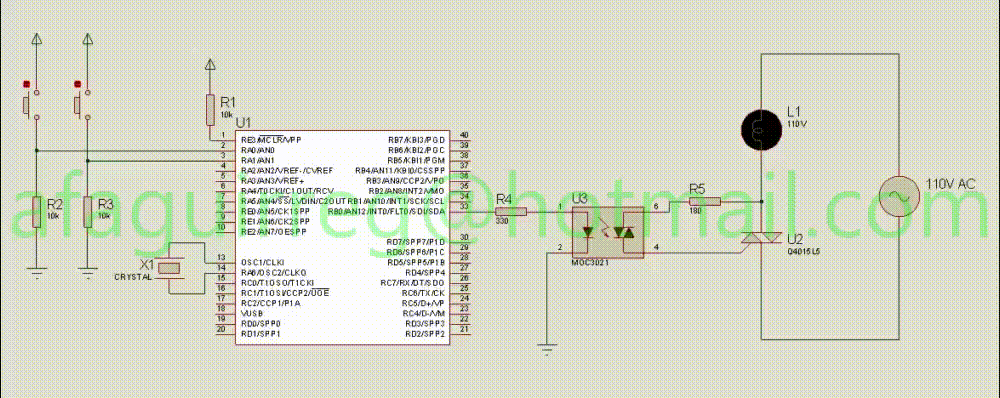 R1
10k
U1
R2
10k
R3
10k
X1
CRYSTAL
1 RE3/MCLR/VPP
2 RA0/AN0
3 RA1/AN1
4 RA2/AN2/VREF-/CVREF
5 RA3/AN3/VREF+
6 RA4/T0CKI/C1OUT/RCV
7 RA5/AN4/SS/LVDIN/C2OUT
8 RE0/AN5/CK1SPP
9 RE1/AN6/CK2SPP
10 RE2/AN7/OESPP
13 OSC1/CLKI
14 RA6/OSC2/CLKO
15 RC0/T1OSO/T1CKI
16 RC1/T1OSI/CCP2/UOE
17 RC2/CCP1/P1A
18 VUSB
19 RD0/SPP0
20 RD1/SPP1
RB7/KBI3/PGD 40
RB6/KBI2/PGC 39
RB5/KBI1/PGM 38
RB4/AN11/KBI0/CSSPP 37
RB3/AN9/CCP2/VPO 36
RB2/AN8/INT2/VMO 35
RB1/AN10/INT1/SCK/SCL 34
RB0/AN12/INT0/FLT0/SDI/SDA 33
RD7/SPP7/P1D 30
RD6/SPP6/P1C 29
RD5/SPP5/P1B 28
RD4/SPP4 27
RC7/RX/DT/SDO 26
RC6/TX/CK 25
RC5/D+/VP 24
RC4/D-/VM 23
RD3/SPP3 22
RD2/SPP2 21
R4
330
U3
1
2
6
4
MOC3021
R5
180
L1
110V
U2
Q4015L5
110V AC